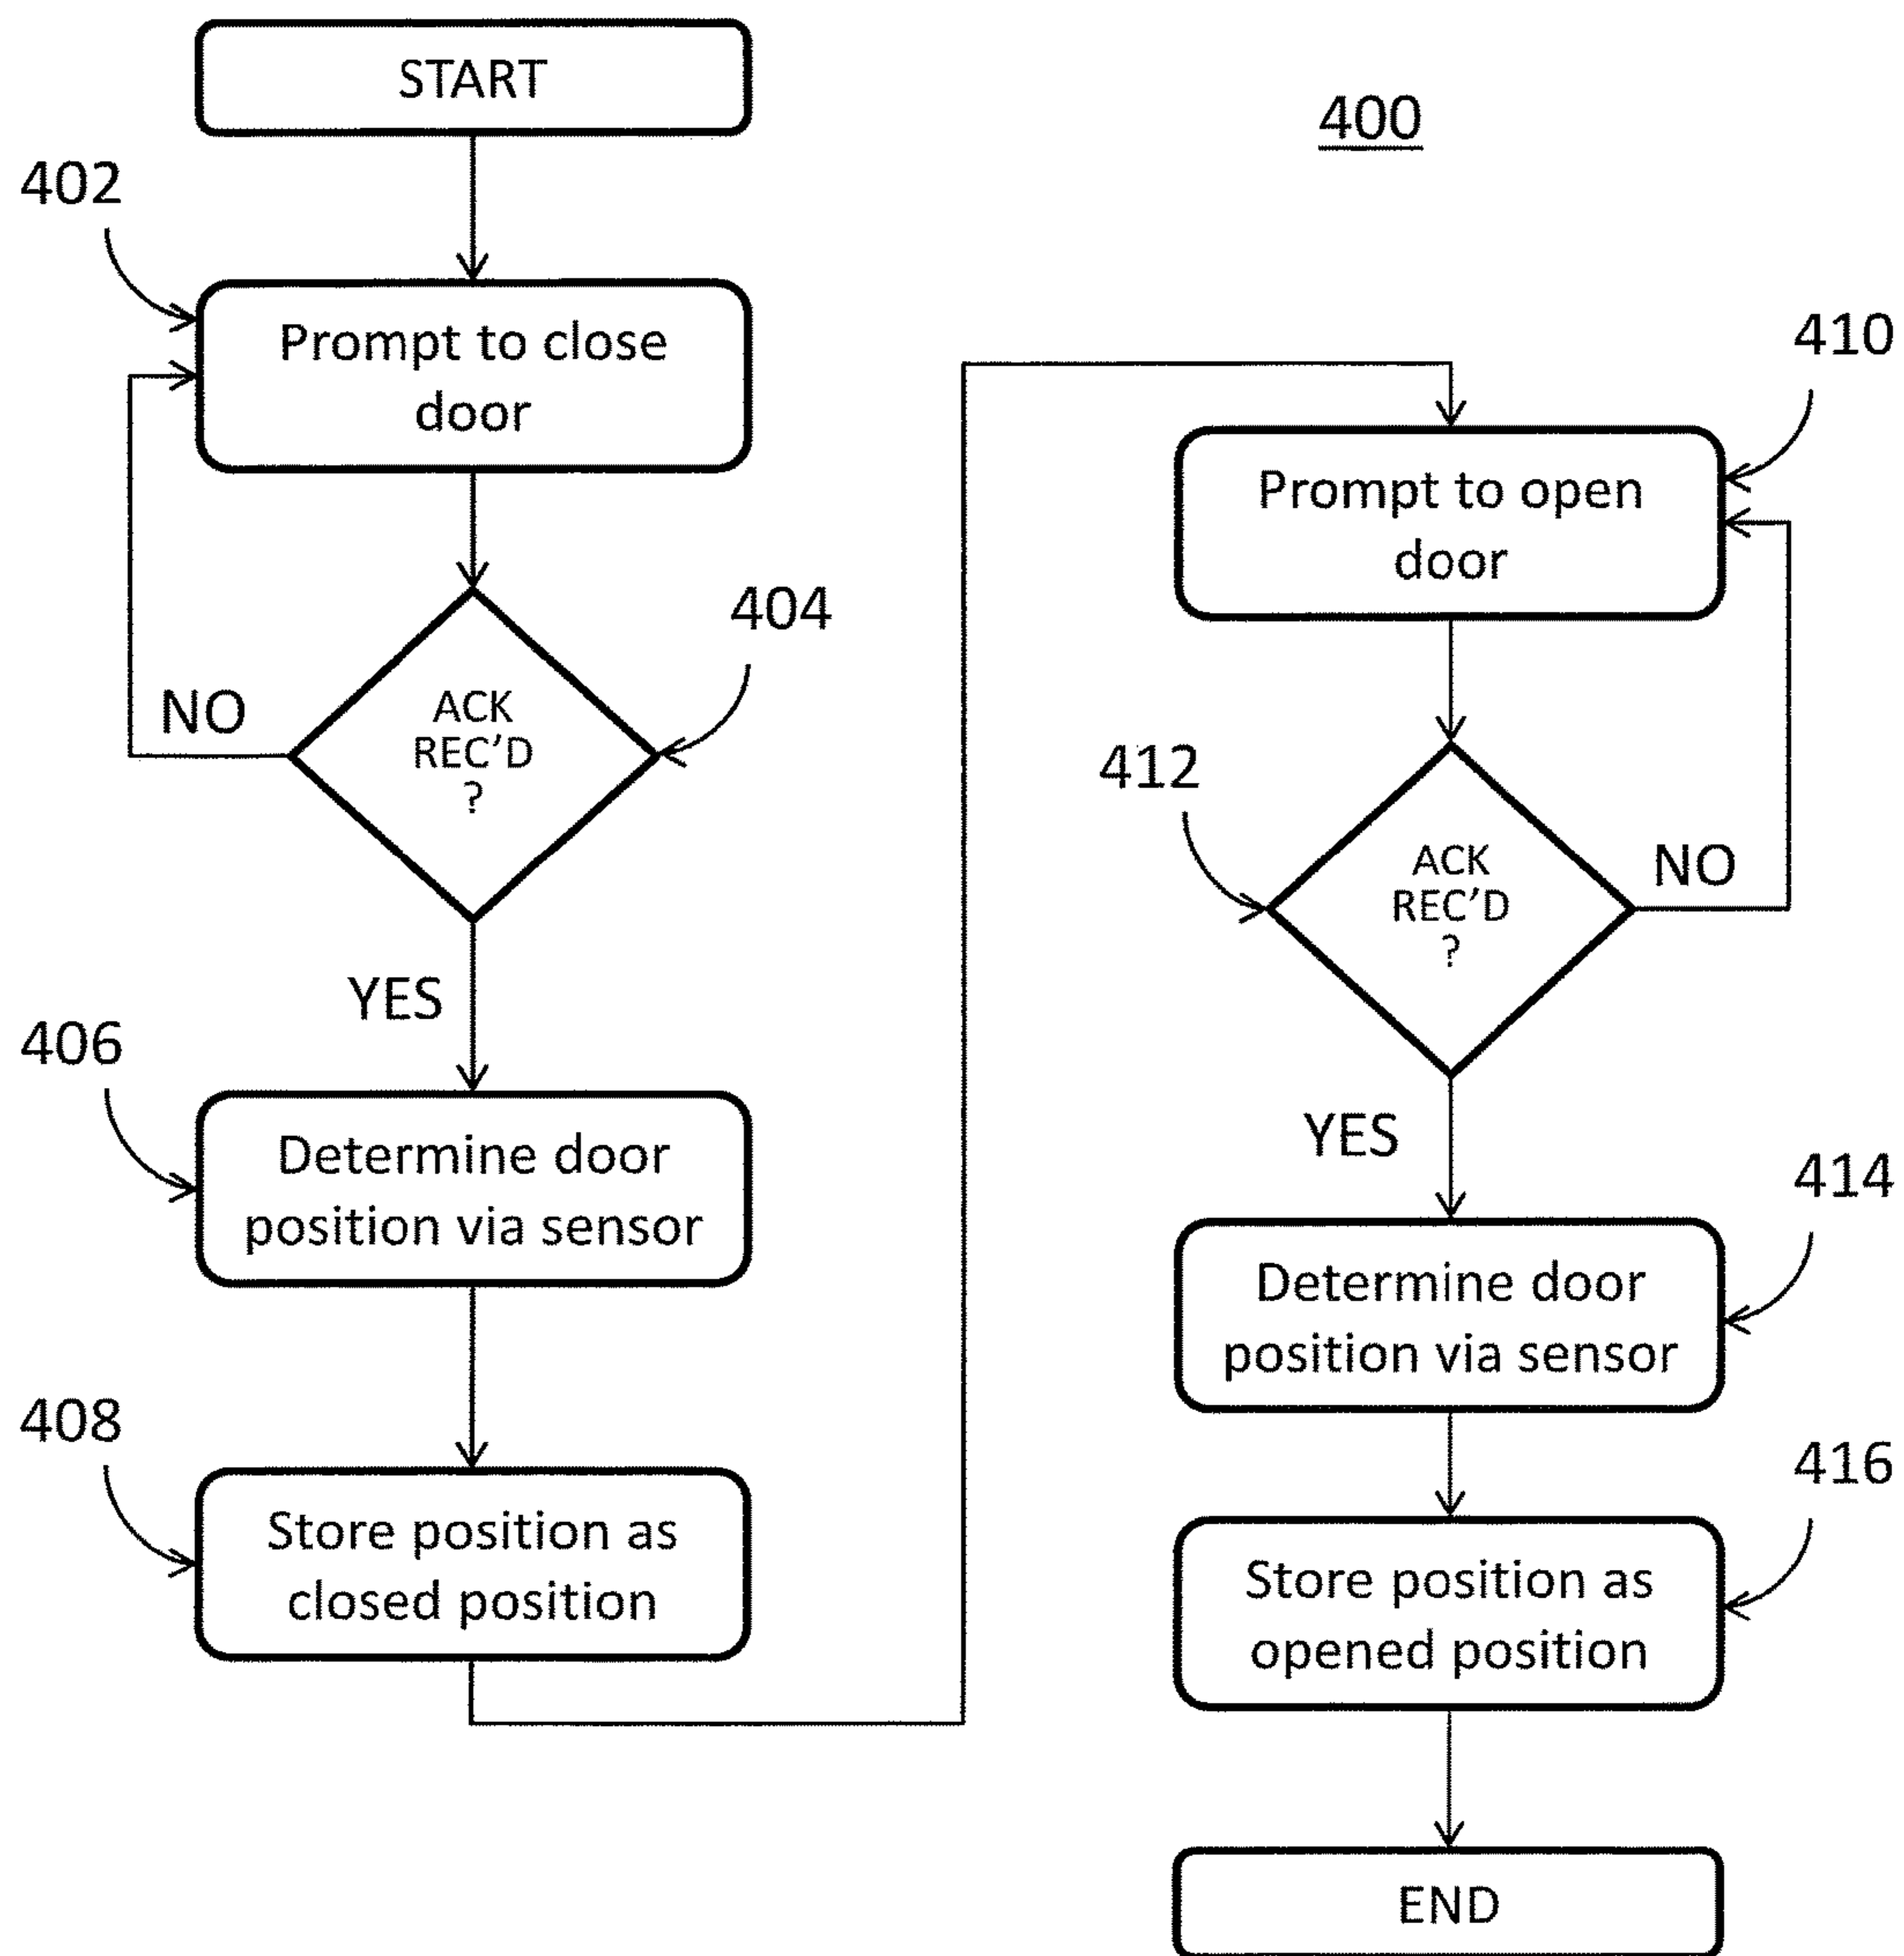 START
400
402
Prompt to close
door
404
ACK
REC’D
?
NO
YES
406
Determine door
position via sensor
408
Store position as
closed position
410
Prompt to open
door
412
ACK
REC’D
?
NO
YES
414
Determine door
position via sensor
416
Store position as
opened position
END